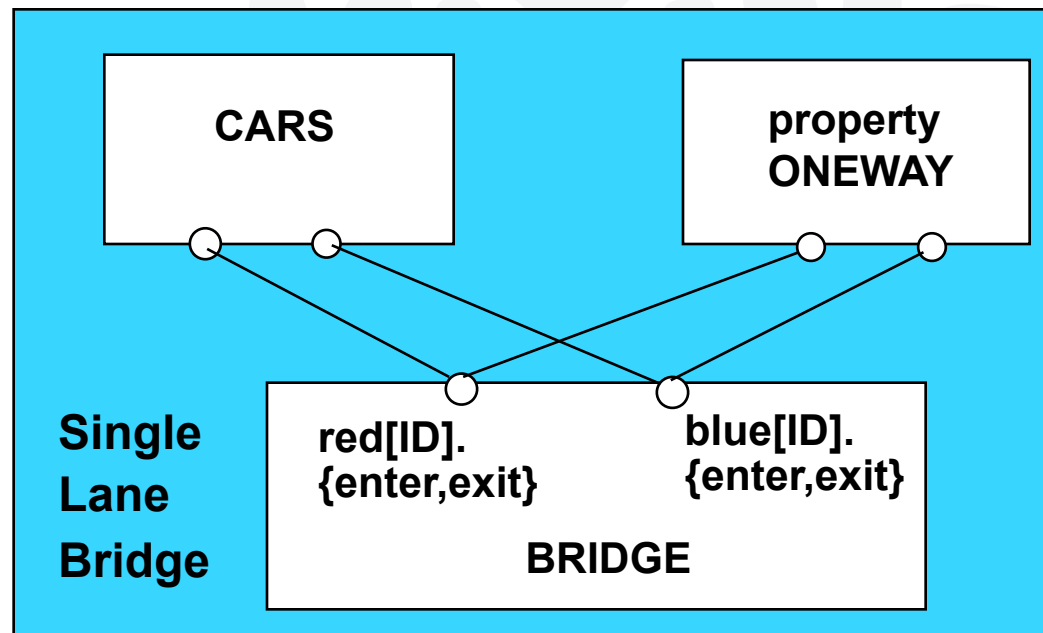 CARS
property
ONEWAY
Single
Lane
Bridge
red[ID].
{enter,exit}
blue[ID].
{enter,exit}
BRIDGE